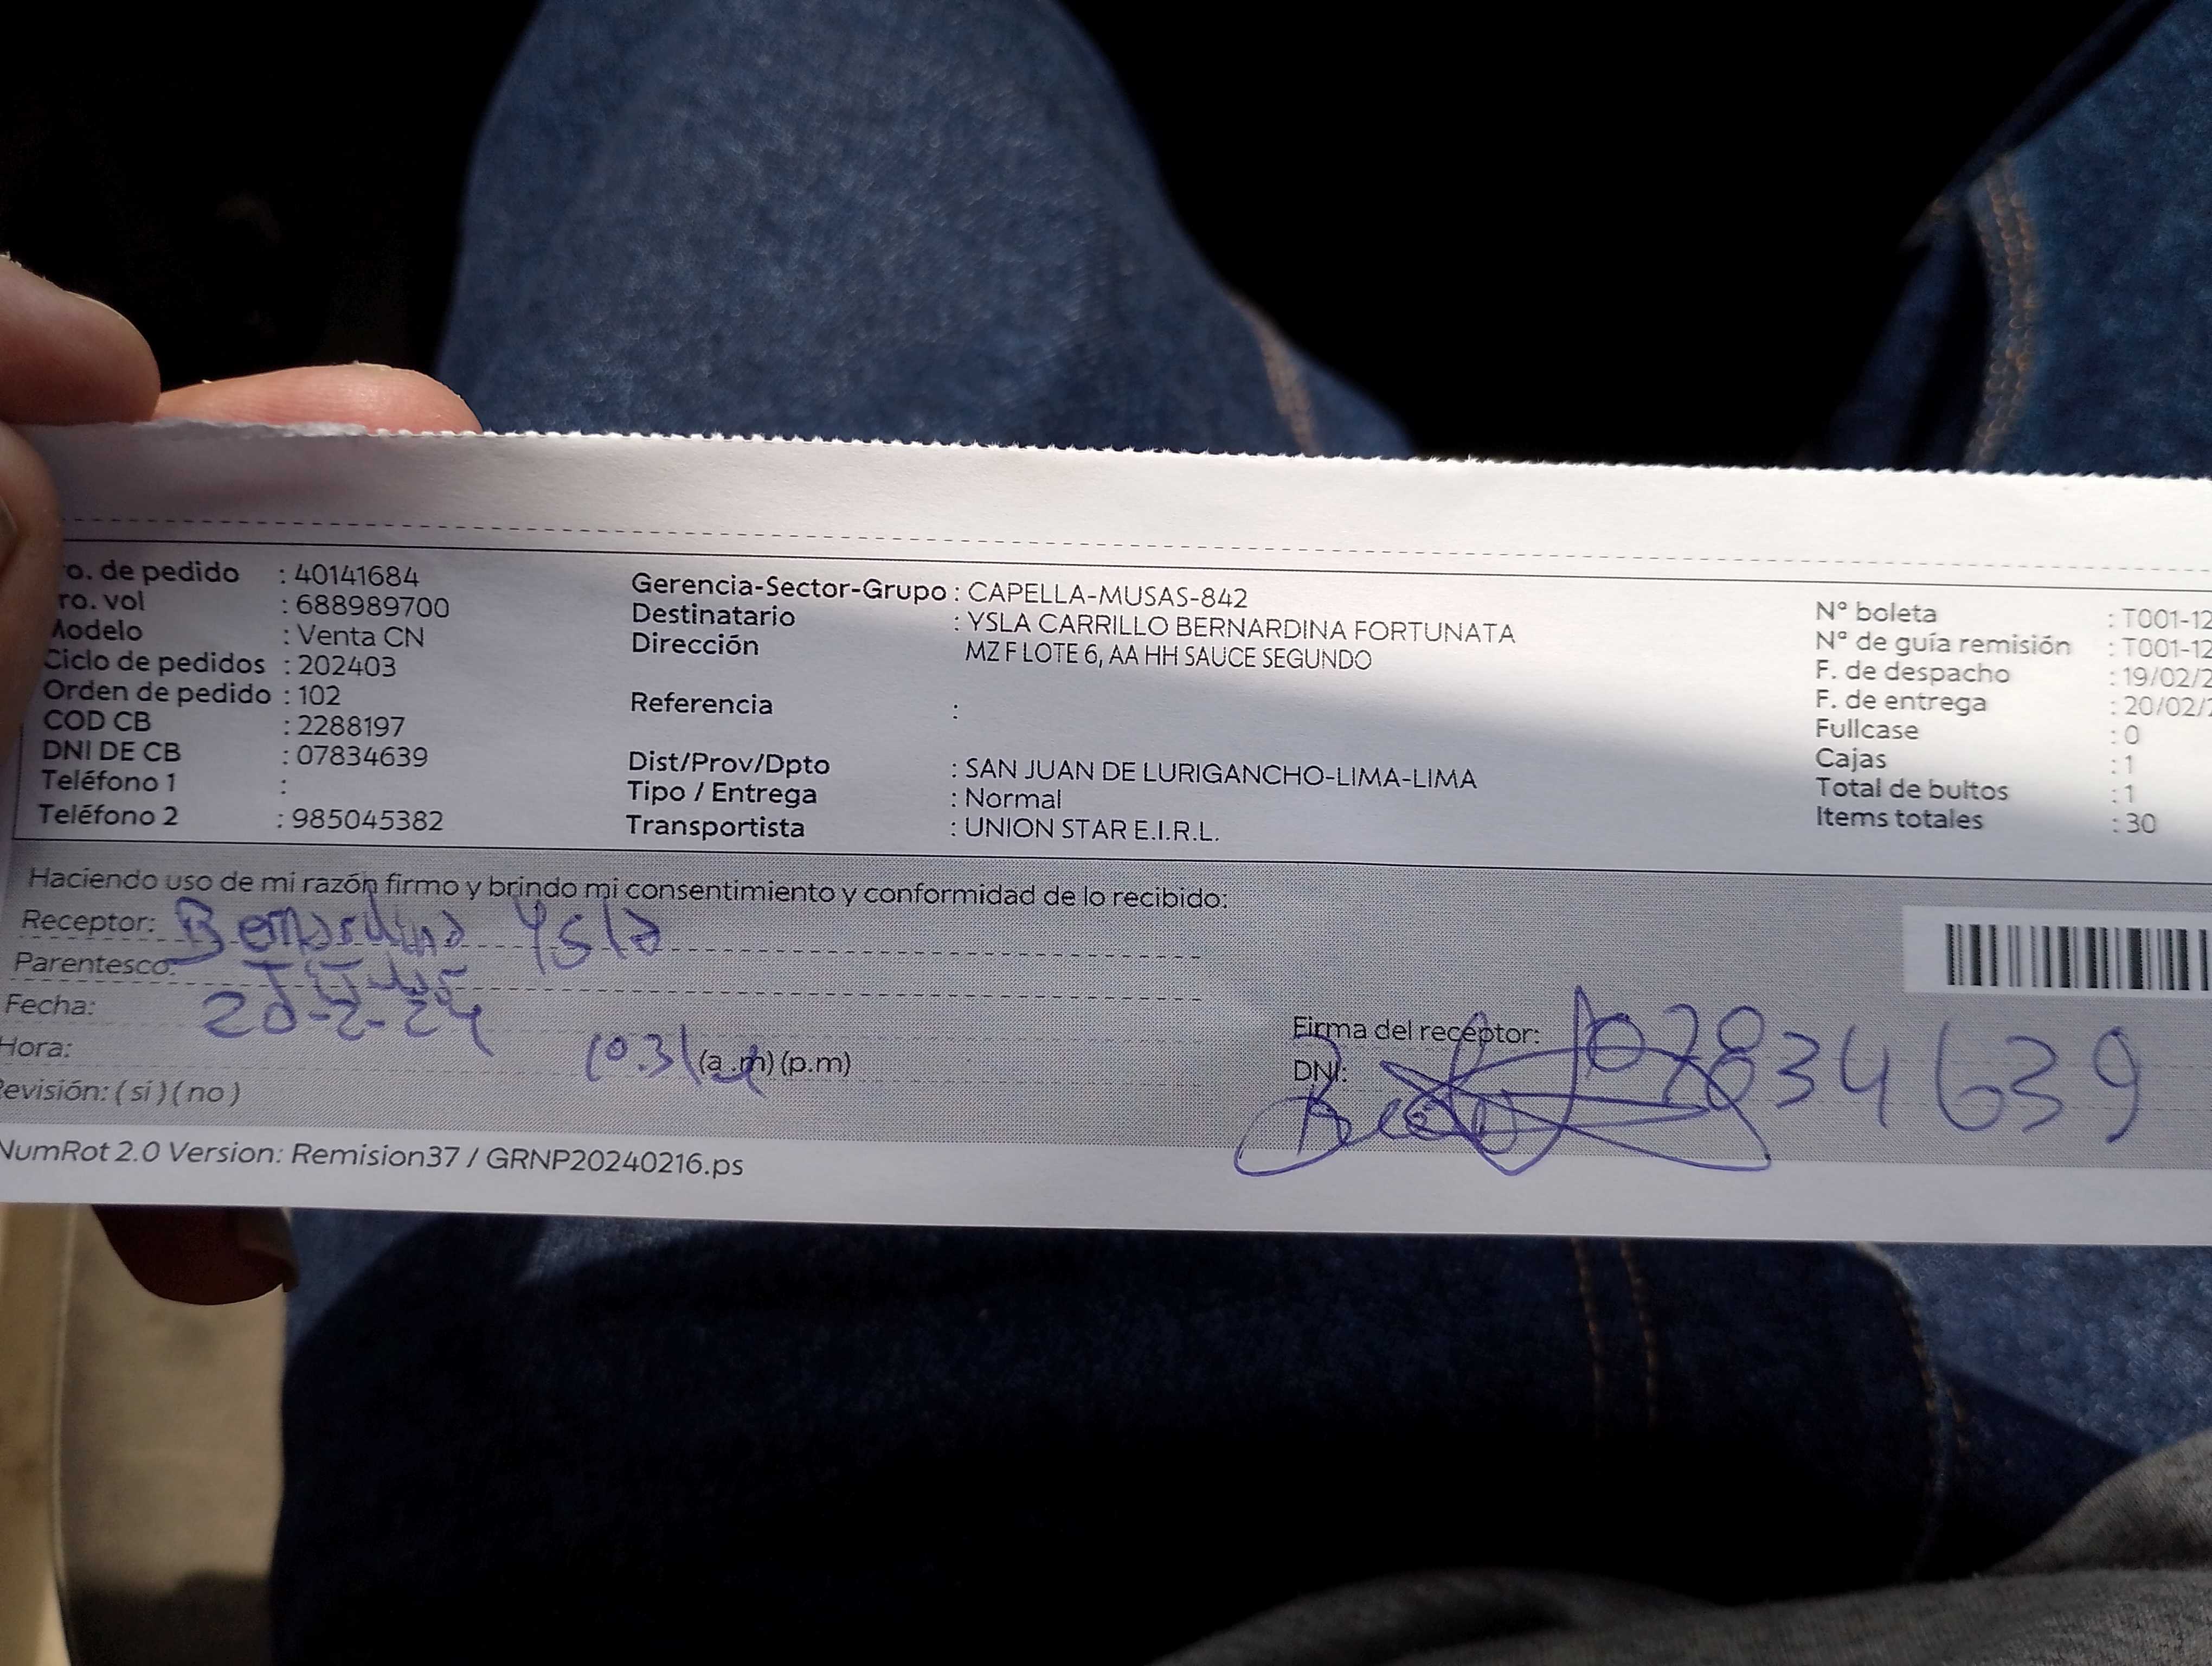 o. de pedido : 40141684
ro. vol : 688989700
Modelo : Venta CN
Ciclo de pedidos : 202403
Orden de pedido : 102
COD CB : 2288197
DNI DE CB : 07834639
Teléfono 1 :
Teléfono 2 : 985045382
Gerencia-Sector-Grupo : CAPELLA-MUSAS-842
Destinatario : YSLA CARRILLO BERNARDINA FORTUNATA
Dirección MZ F LOTE 6, AA HH SAUCE SEGUNDO
Referencia :
Dist/Prov/Dpto : SAN JUAN DE LURIGANCHO-LIMA-LIMA
Tipo / Entrega : Normal
Transportista : UNION STAR E.I.R.L.
Nº boleta : T001-12
Nº de guía remisión : T001-12
F. de despacho : 19/02/2
F. de entrega : 20/02/2
Fullcase : 0
Cajas : 1
Total de bultos : 1
Items totales : 30
Haciendo uso de mi razón firmo y brindo mi consentimiento y conformidad de lo recibido:
Receptor: Bernardina Ysla
Parentesco: Titular
Fecha: 20-2-24
Hora: 10.31 (a.m) (p.m)
Revisión: ( si ) ( no )
Firma del receptor:
DNI: 07834639
NumRot 2.0 Version: Remision37 / GRNP20240216.ps